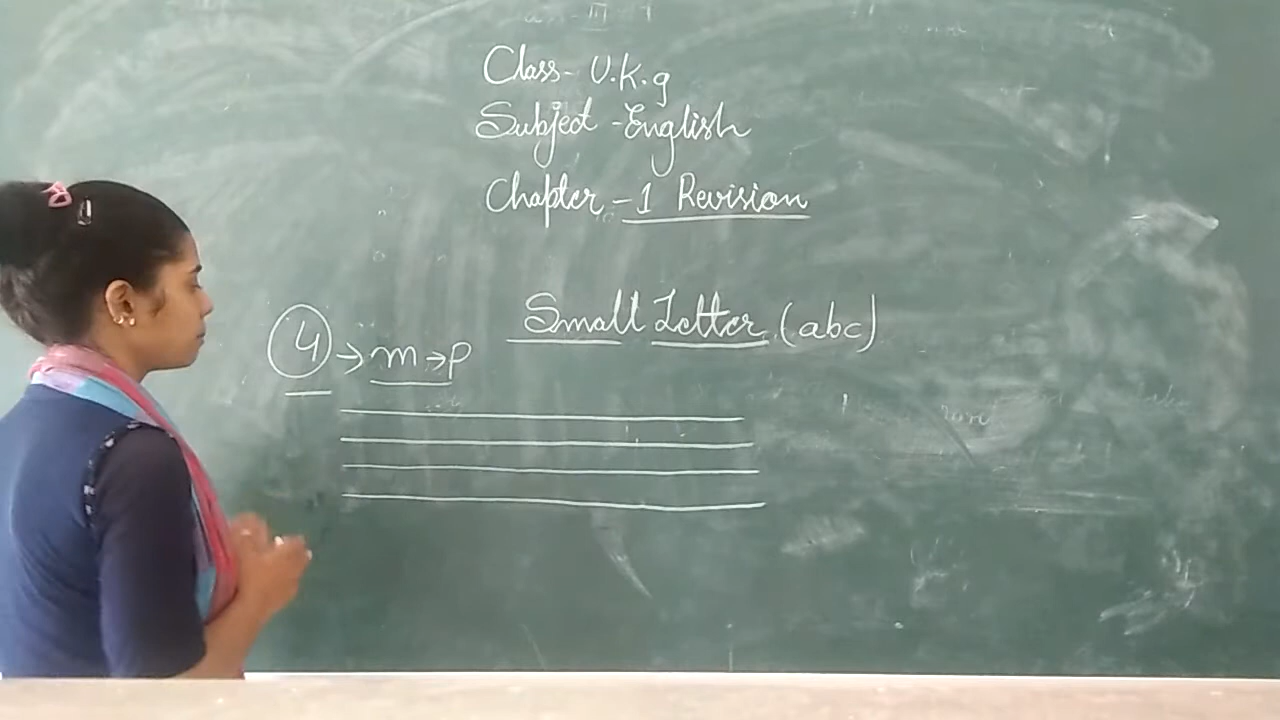 Class- U.K.g
Subject -English
Chapter -1 Revision
Small Letter (abc)
4 → m → p